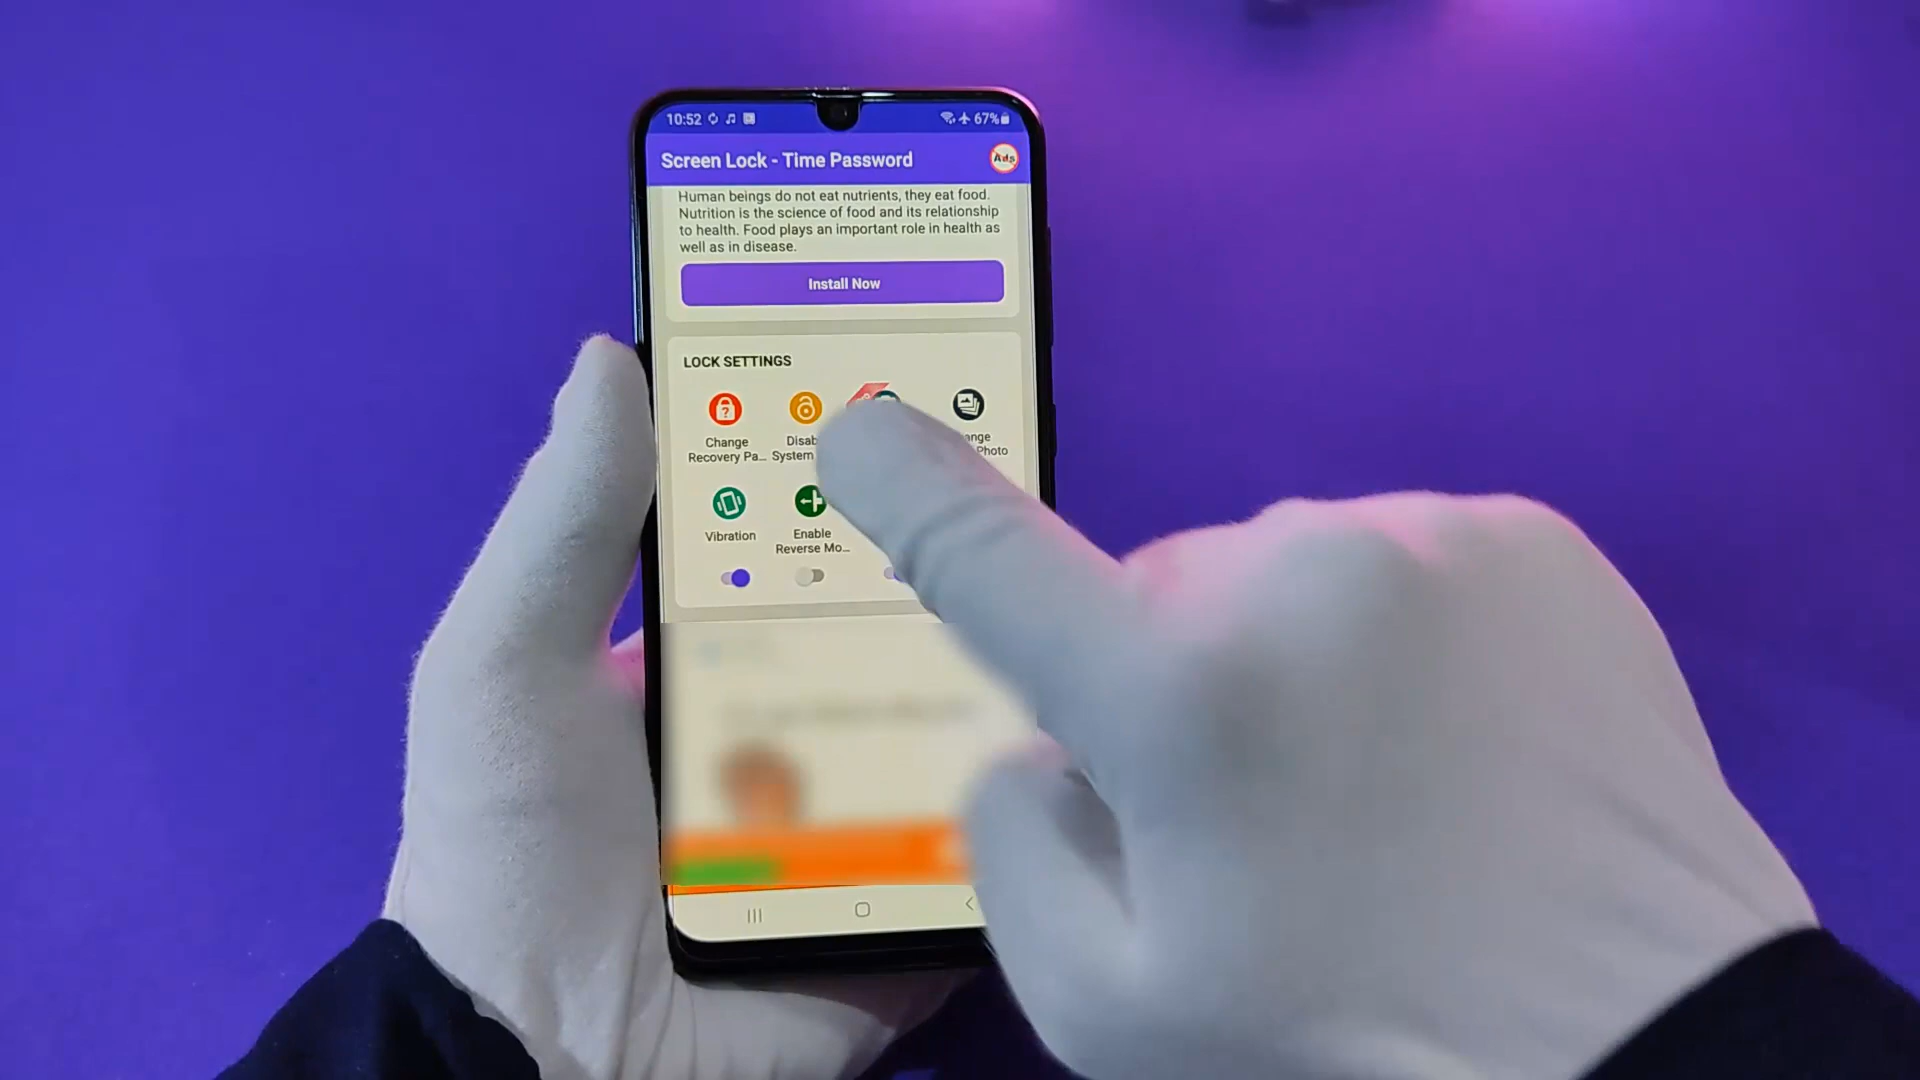 10:52
67%
Screen Lock - Time Password
Ads
Human beings do not eat nutrients, they eat food.
Nutrition is the science of food and its relationship
to health. Food plays an important role in health as
well as in disease.
Install Now
LOCK SETTINGS
Change
Recovery Pa...
Disab
System
ange
Photo
Vibration
Enable
Reverse Mo...